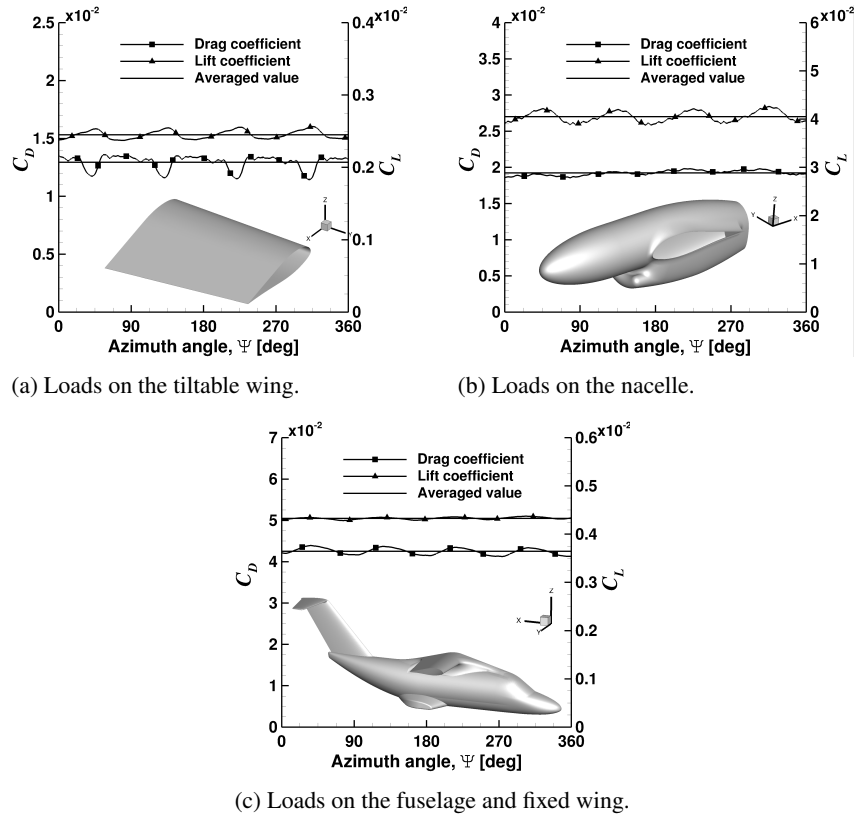 x10⁻² x10⁻²
2.5 0.4
Drag coefficient
Lift coefficient
Averaged value
2 0.3
1.5
C_D 0.2 C_L
1
0.1
0.5
Z
X Y
0 0
0 90 180 270 360
Azimuth angle, Ψ [deg]
(a) Loads on the tiltable wing.
x10⁻² x10⁻²
4 6
Drag coefficient
Lift coefficient
Averaged value
3.5
5
3
4
2.5
C_D 2 3 C_L
1.5 2
1
1
0.5
Z
Y X
0 0
0 90 180 270 360
Azimuth angle, Ψ [deg]
(b) Loads on the nacelle.
x10⁻² x10⁻²
7 0.6
Drag coefficient
Lift coefficient
Averaged value
6 0.5
5
0.4
4
C_D 0.3 C_L
3
0.2
2
0.1
1
Z
X
Y
0 0
0 90 180 270 360
Azimuth angle, Ψ [deg]
(c) Loads on the fuselage and fixed wing.